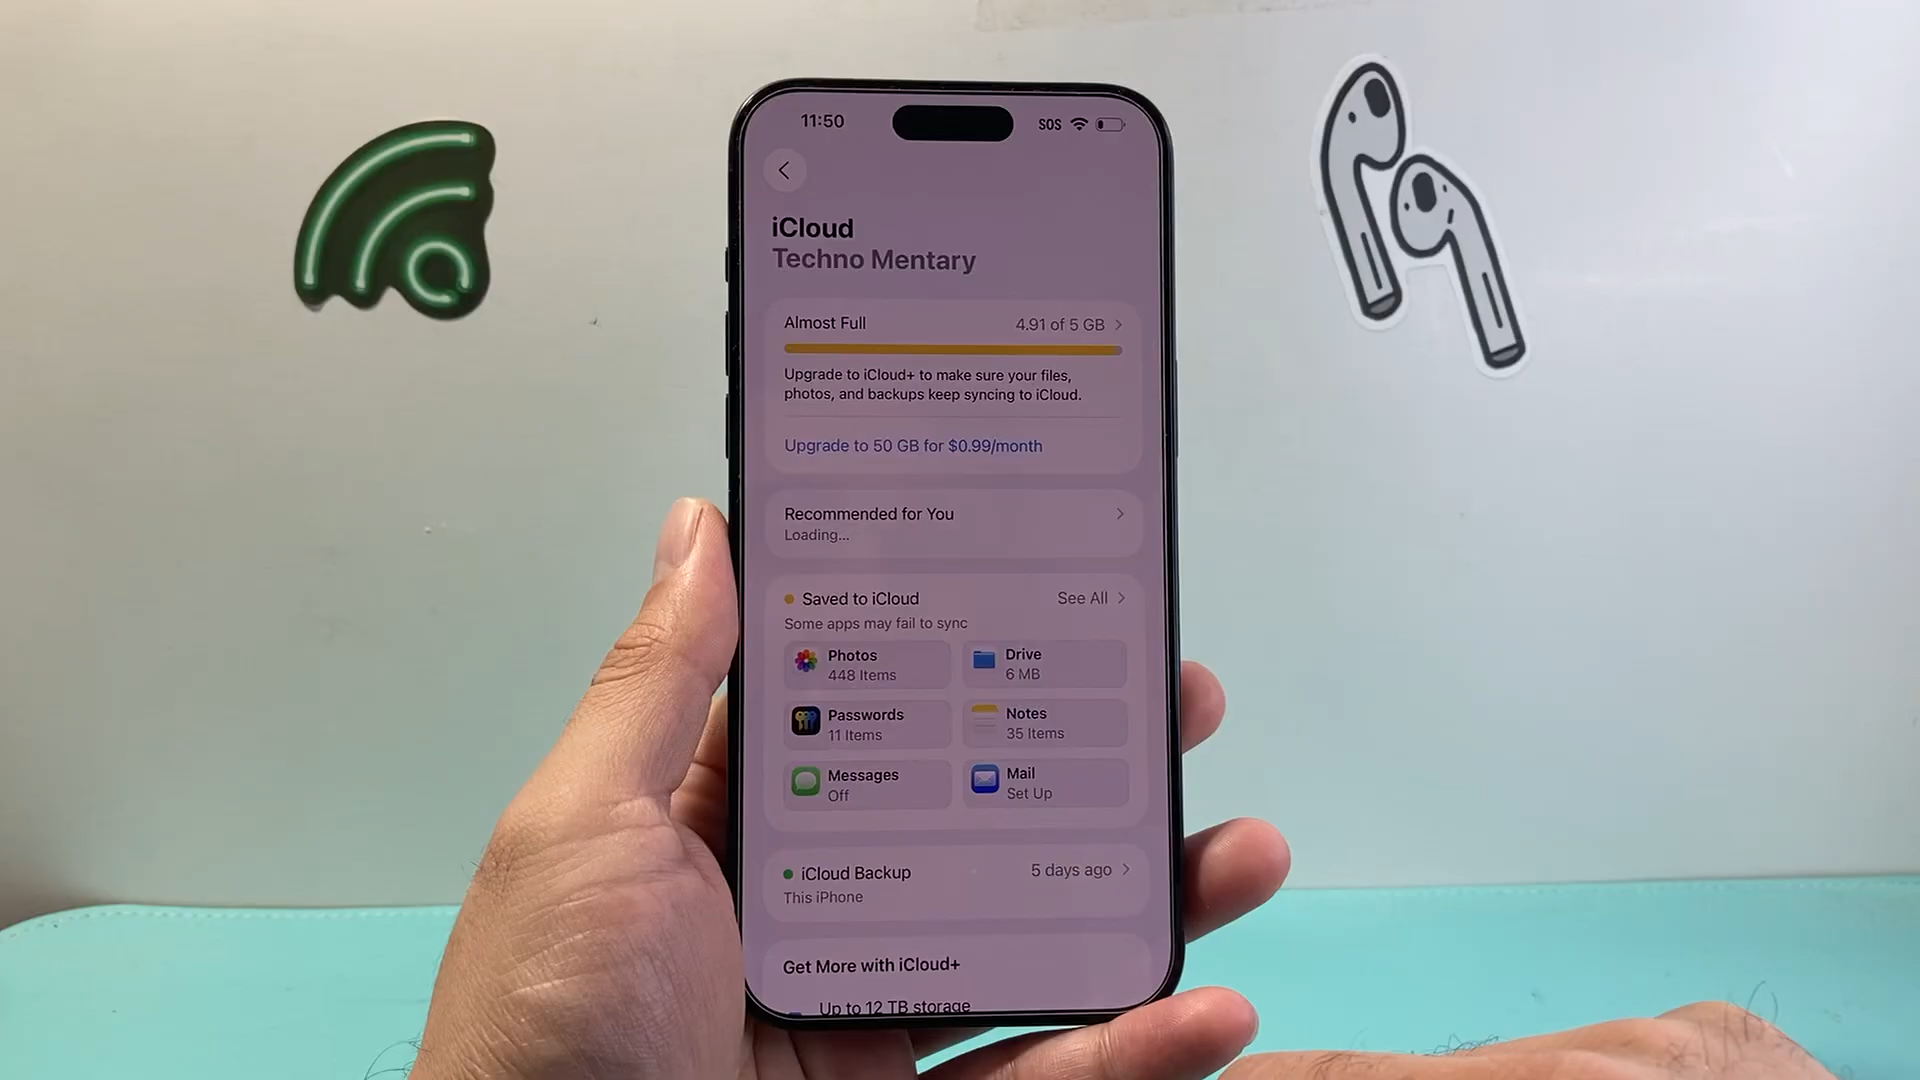 11:50
SOS
iCloud
Techno Mentary
Almost Full 4.91 of 5 GB
Upgrade to iCloud+ to make sure your files,
photos, and backups keep syncing to iCloud.
Upgrade to 50 GB for $0.99/month
Recommended for You
Loading...
Saved to iCloud See All
Some apps may fail to sync
Photos
448 Items
Drive
6 MB
Passwords
11 Items
Notes
35 Items
Messages
Off
Mail
Set Up
iCloud Backup 5 days ago
This iPhone
Get More with iCloud+
Up to 12 TB storage